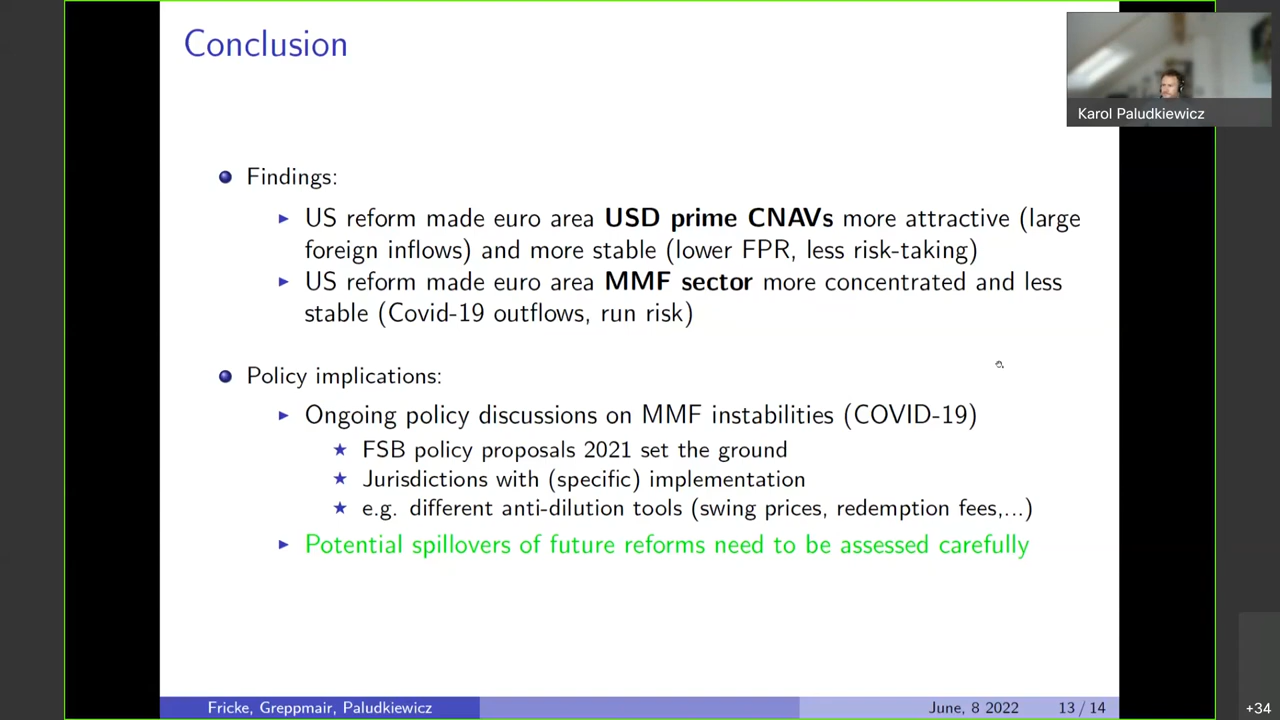 Conclusion
Karol Paludkiewicz
Findings:
US reform made euro area USD prime CNAVs more attractive (large
foreign inflows) and more stable (lower FPR, less risk-taking)
US reform made euro area MMF sector more concentrated and less
stable (Covid-19 outflows, run risk)
Policy implications:
Ongoing policy discussions on MMF instabilities (COVID-19)
FSB policy proposals 2021 set the ground
Jurisdictions with (specific) implementation
e.g. different anti-dilution tools (swing prices, redemption fees,...)
Potential spillovers of future reforms need to be assessed carefully
Fricke, Greppmair, Paludkiewicz
June, 8 2022
13 / 14
+34